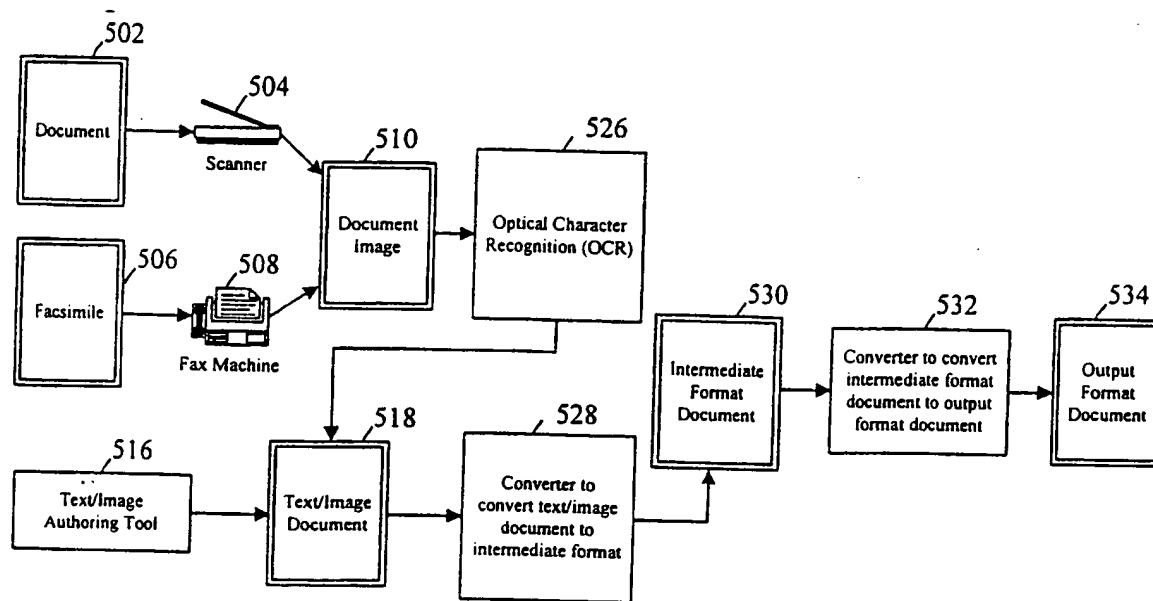 502
Document
504
Scanner
506
Facsimile
508
Fax Machine
510
Document
Image
526
Optical Character
Recognition (OCR)
516
Text/Image
Authoring Tool
518
Text/Image
Document
528
Converter to
convert text/image
document to
intermediate format
530
Intermediate
Format
Document
532
Converter to convert
intermediate format
document to output
format document
534
Output
Format
Document